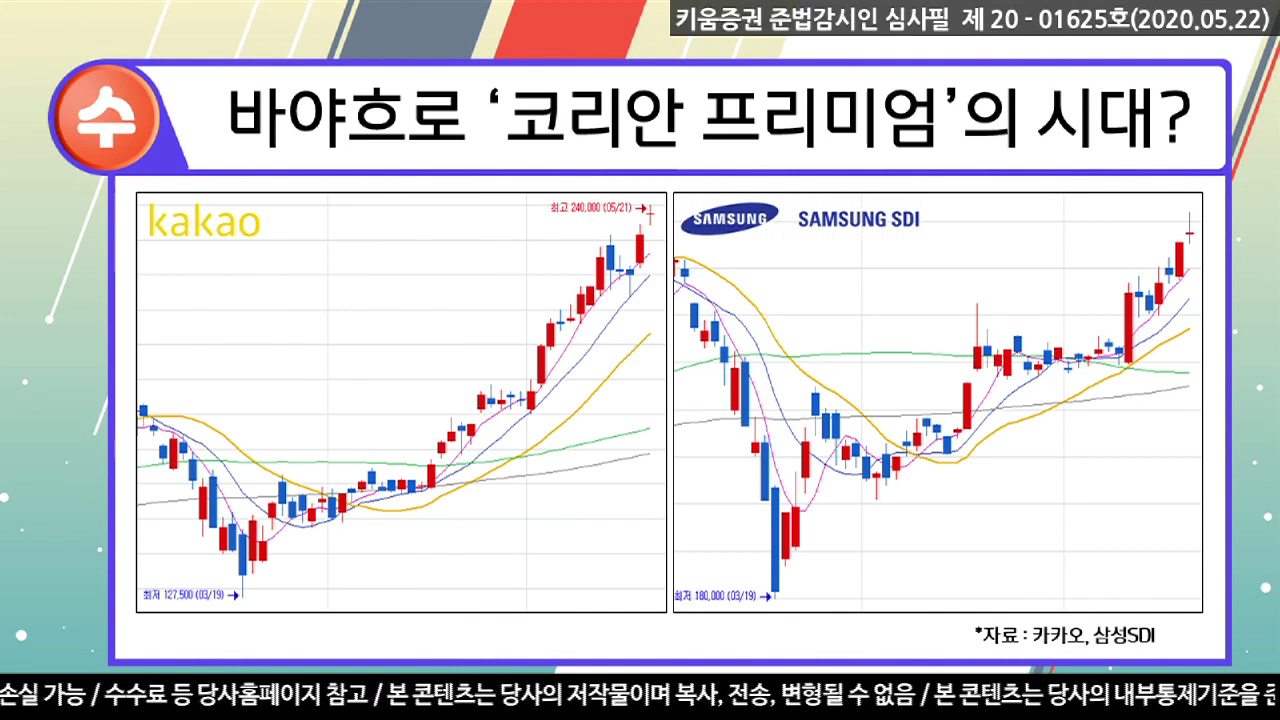 키움증권 준법감시인 심사필 제 20 - 01625호(2020.05.22)
수
바야흐로 ‘코리안 프리미엄’의 시대?
kakao
최고 240,000 (05/21)
최저 127,500 (03/19)
SAMSUNG SAMSUNG SDI
최저 180,000 (03/19)
*자료 : 카카오, 삼성SDI
손실 가능 / 수수료 등 당사홈페이지 참고 / 본 콘텐츠는 당사의 저작물이며 복사, 전송, 변형될 수 없음 / 본 콘텐츠는 당사의 내부통제기준을 준